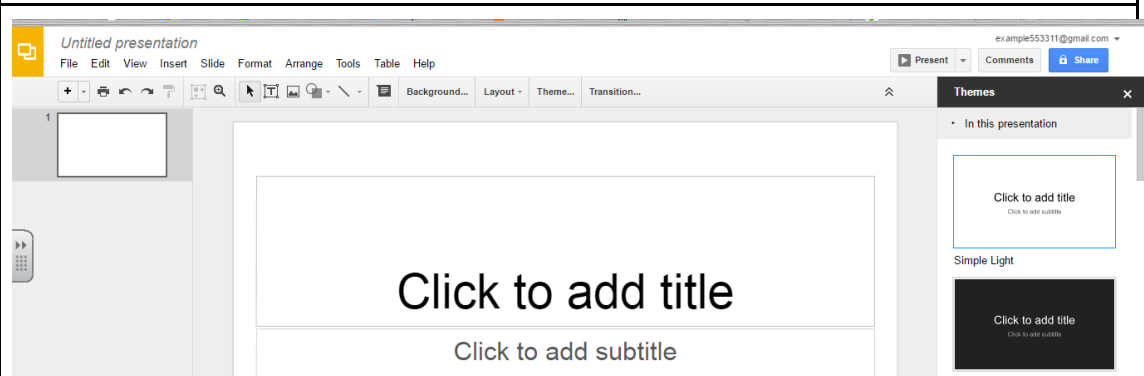 Untitled presentation
example553311@gmail.com
File Edit View Insert Slide Format Arrange Tools Table Help
Present Comments Share
Background... Layout Theme... Transition...
Themes
1
In this presentation
Click to add title
Click to add subtitle
Simple Light
Click to add title
Click to add subtitle
Click to add title
Click to add subtitle